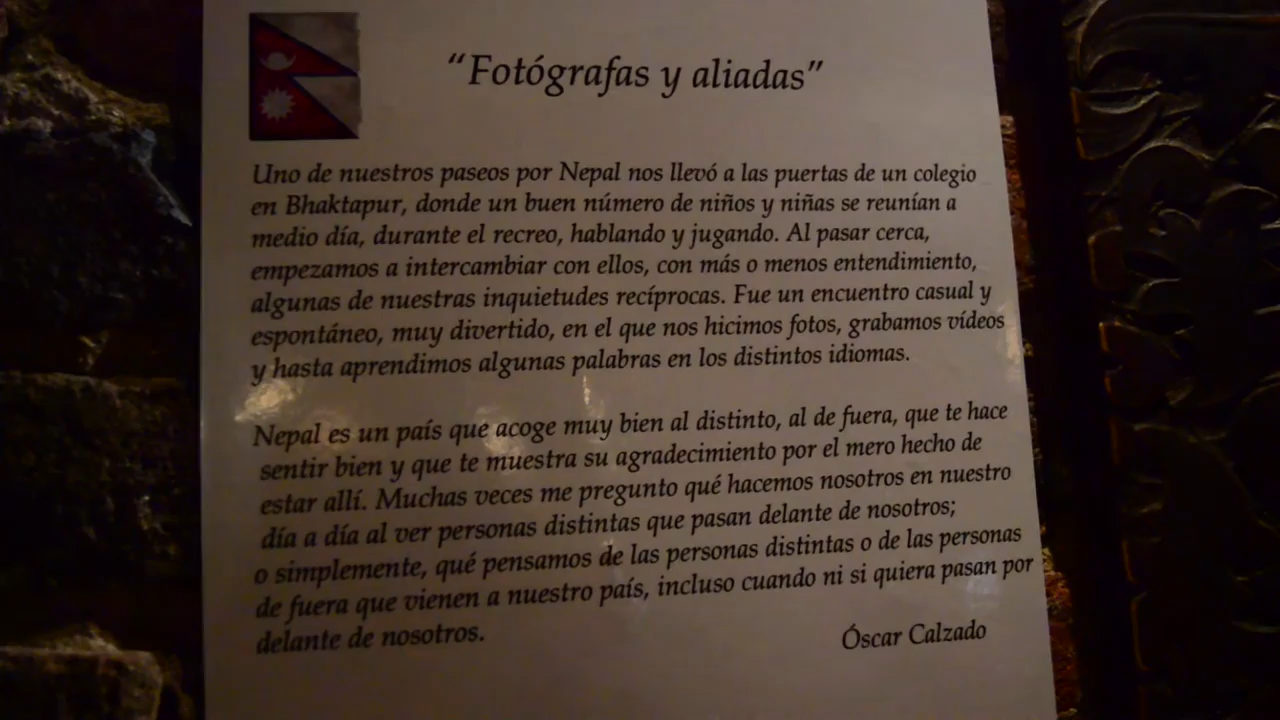 “Fotógrafas y aliadas”
Uno de nuestros paseos por Nepal nos llevó a las puertas de un colegio
en Bhaktapur, donde un buen número de niños y niñas se reunían a
medio día, durante el recreo, hablando y jugando. Al pasar cerca,
empezamos a intercambiar con ellos, con más o menos entendimiento,
algunas de nuestras inquietudes recíprocas. Fue un encuentro casual y
espontáneo, muy divertido, en el que nos hicimos fotos, grabamos vídeos
y hasta aprendimos algunas palabras en los distintos idiomas.
Nepal es un país que acoge muy bien al distinto, al de fuera, que te hace
sentir bien y que te muestra su agradecimiento por el mero hecho de
estar allí. Muchas veces me pregunto qué hacemos nosotros en nuestro
día a día al ver personas distintas que pasan delante de nosotros;
o simplemente, qué pensamos de las personas distintas o de las personas
de fuera que vienen a nuestro país, incluso cuando ni si quiera pasan por
delante de nosotros.
Óscar Calzado